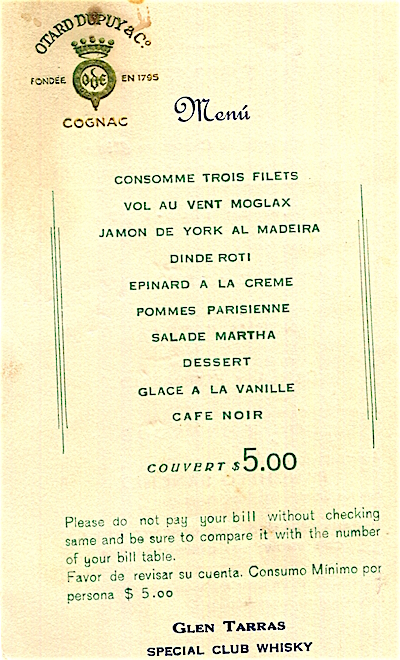 OTARD DUPUY & Cº
FONDÉE EN 1795
COGNAC
Menú
CONSOMME TROIS FILETS
VOL AU VENT MOGLAX
JAMON DE YORK AL MADEIRA
DINDE ROTI
EPINARD A LA CREME
POMMES PARISIENNE
SALADE MARTHA
DESSERT
GLACE A LA VANILLE
CAFE NOIR
COUVERT $5.00
Please do not pay your bill without checking
same and be sure to compare it with the number
of your bill table.
Favor de revisar su cuenta. Consumo Mínimo por
persona $ 5.00
GLEN TARRAS
SPECIAL CLUB WHISKY